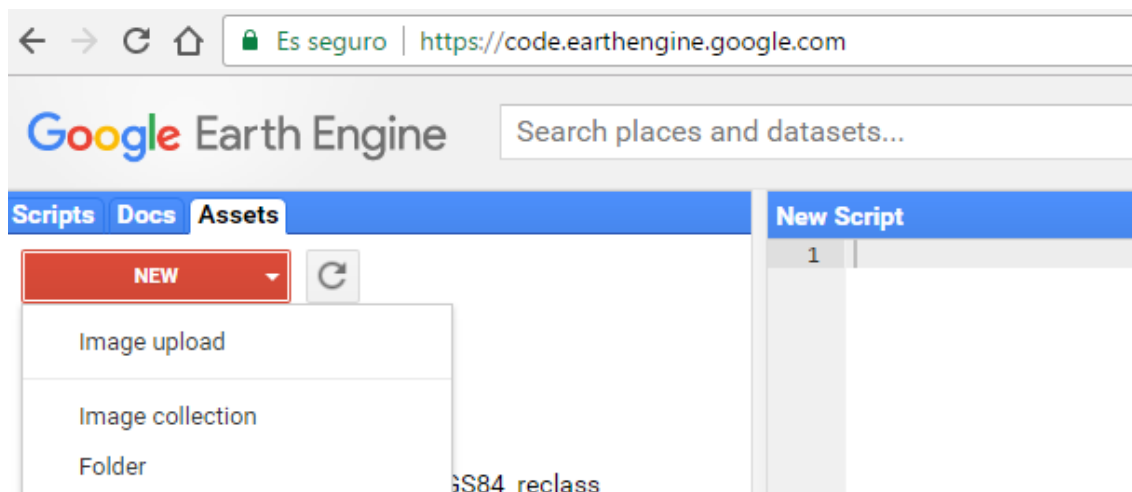 Es seguro | https://code.earthengine.google.com
Google Earth Engine
Search places and datasets...
Scripts Docs Assets
New Script
NEW
1
Image upload
Image collection
Folder
GS84_reclass